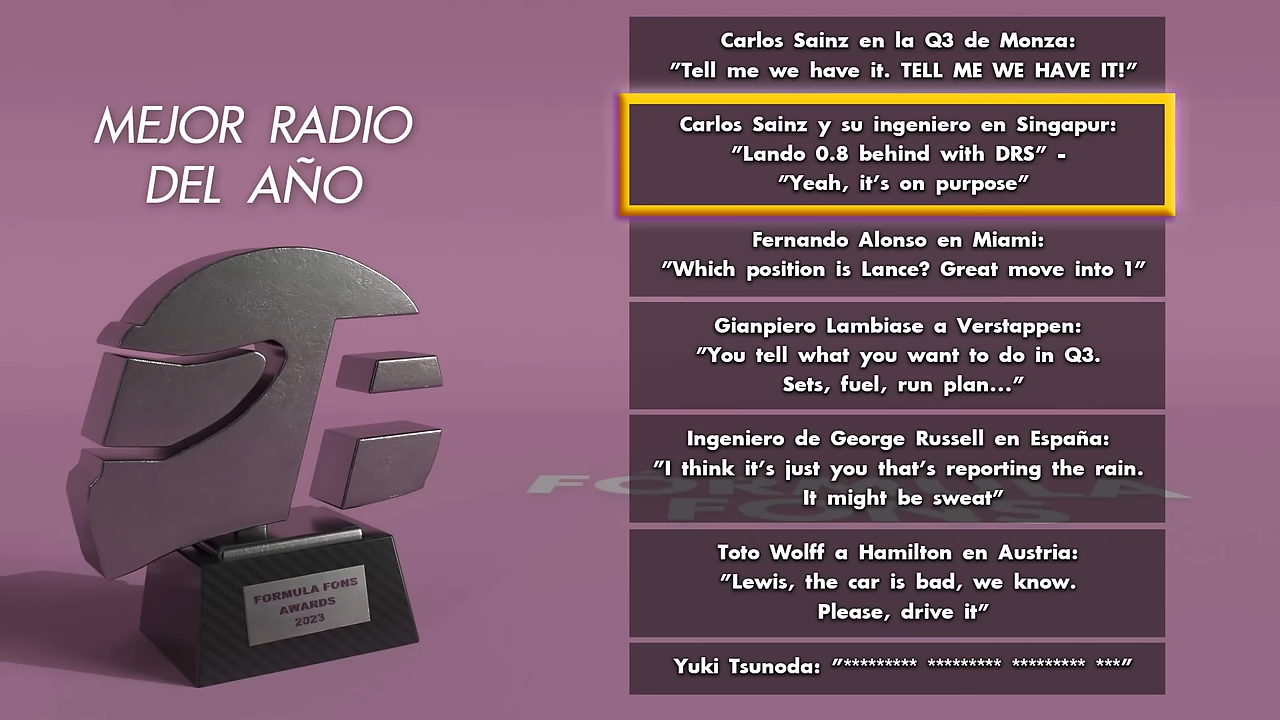 MEJOR RADIO
DEL AÑO
FORMULA FONS
AWARDS
2023
Carlos Sainz en la Q3 de Monza:
"Tell me we have it. TELL ME WE HAVE IT!"
Carlos Sainz y su ingeniero en Singapur:
"Lando 0.8 behind with DRS" -
"Yeah, it's on purpose"
Fernando Alonso en Miami:
"Which position is Lance? Great move into 1"
Gianpiero Lambiase a Verstappen:
"You tell what you want to do in Q3.
Sets, fuel, run plan..."
Ingeniero de George Russell en España:
"I think it's just you that's reporting the rain.
It might be sweat"
Toto Wolff a Hamilton en Austria:
"Lewis, the car is bad, we know.
Please, drive it"
Yuki Tsunoda: "********* ********* ********* ***"
FORMULA
FONS